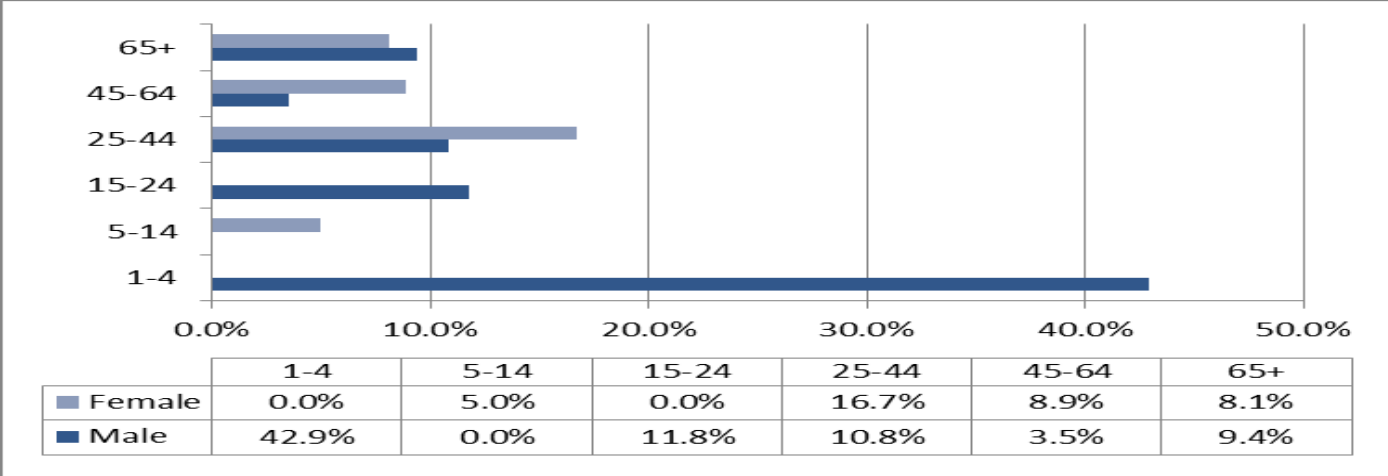 65+
45-64
25-44
15-24
5-14
1-4
0.0% 10.0% 20.0% 30.0% 40.0% 50.0%
1-4 5-14 15-24 25-44 45-64 65+
Female 0.0% 5.0% 0.0% 16.7% 8.9% 8.1%
Male 42.9% 0.0% 11.8% 10.8% 3.5% 9.4%